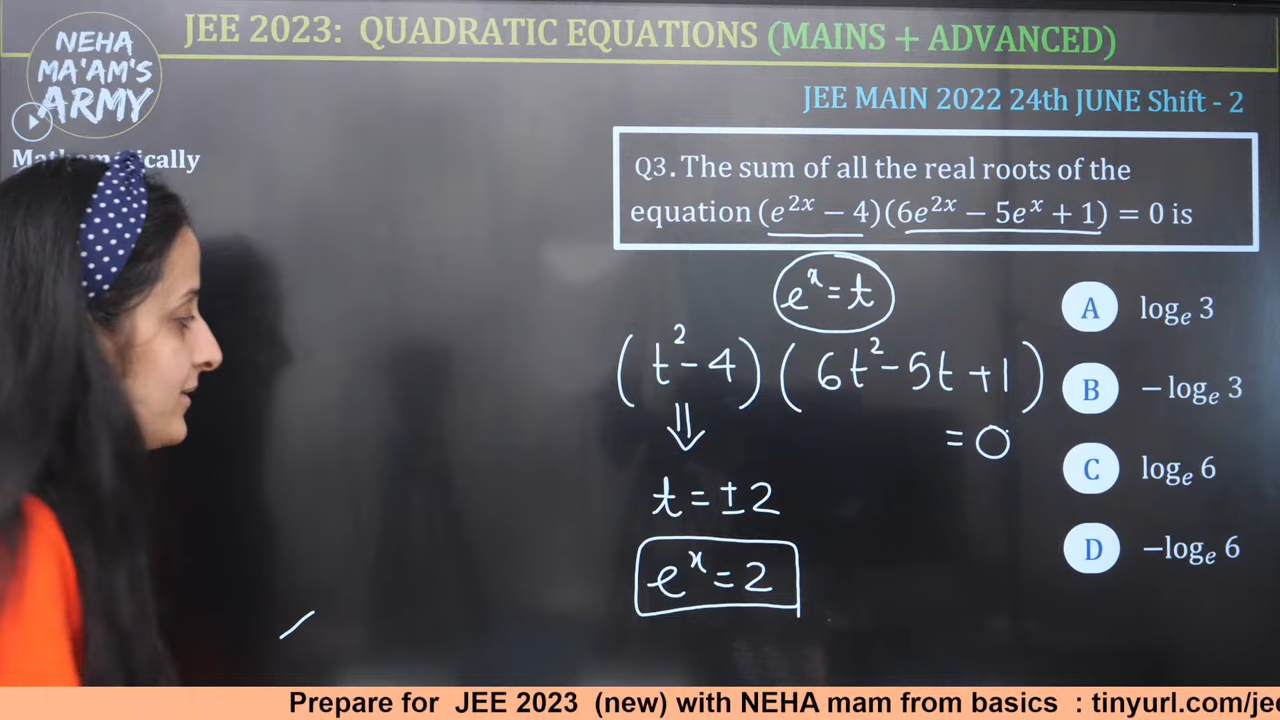 JEE 2023: QUADRATIC EQUATIONS (MAINS + ADVANCED)
NEHA
MA'AM'S
ARMY
JEE MAIN 2022 24th JUNE Shift - 2
Q3. The sum of all the real roots of the
equation (e^{2x} − 4)(6e^{2x} − 5e^x + 1) = 0 is
e^x = t
(t^2 - 4) (6t^2 - 5t + 1)
= 0
⇓
t = ±2
e^x = 2
A log_e 3
B − log_e 3
C log_e 6
D −log_e 6
Prepare for JEE 2023 (new) with NEHA mam from basics : tinyurl.com/jee